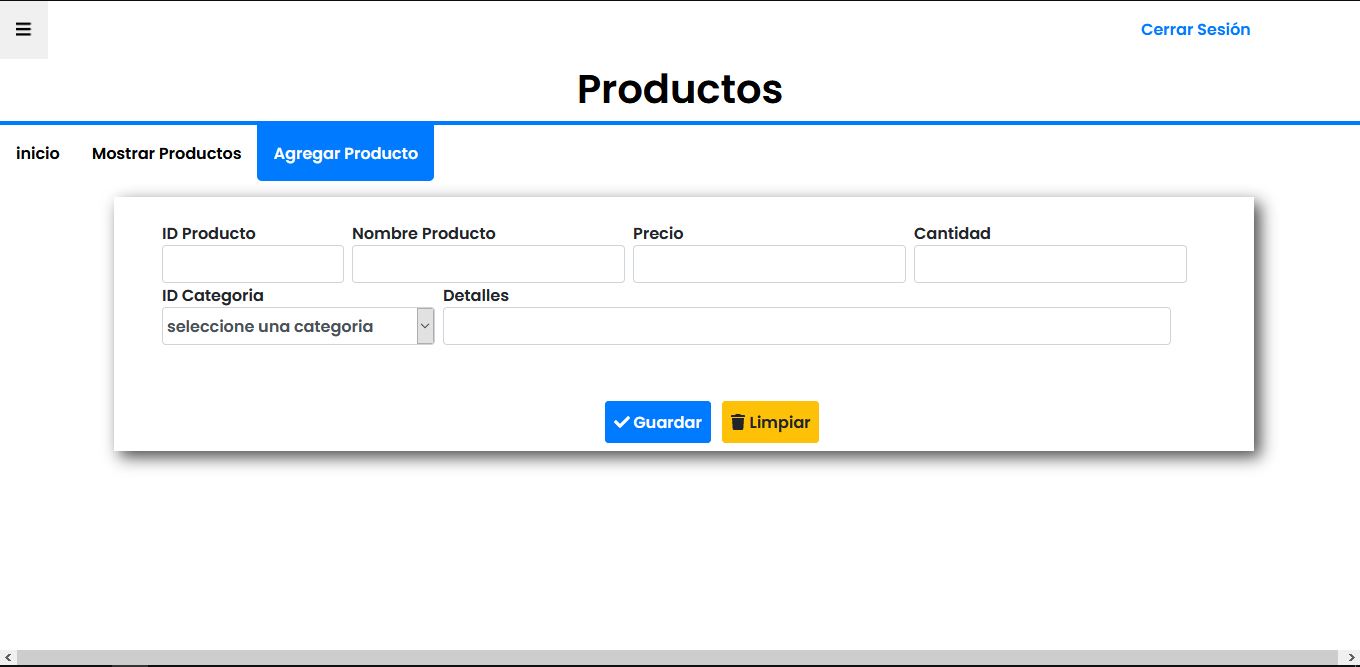 Cerrar Sesión
Productos
inicio Mostrar Productos Agregar Producto
ID Producto Nombre Producto Precio Cantidad
ID Categoria Detalles
seleccione una categoria
Guardar Limpiar